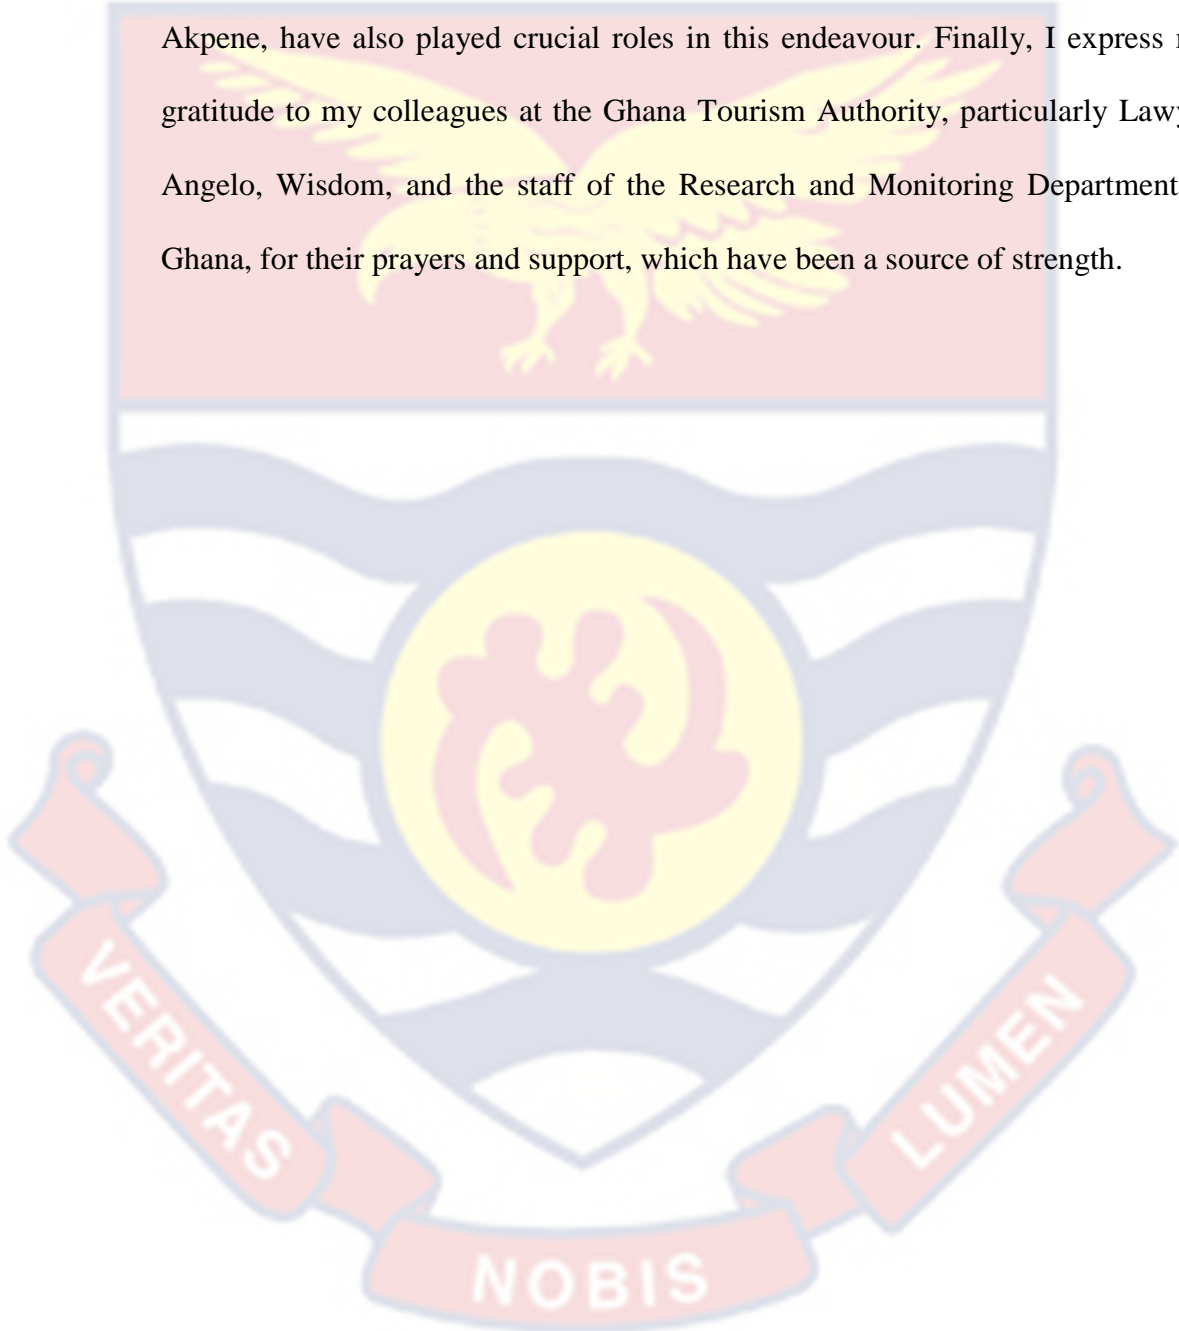 Akpene, have also played crucial roles in this endeavour. Finally, I express
gratitude to my colleagues at the Ghana Tourism Authority, particularly
Angelo, Wisdom, and the staff of the Research and Monitoring Department
Ghana, for their prayers and support, which have been a source of strength.
VERITAS
NOBIS
LUMEN